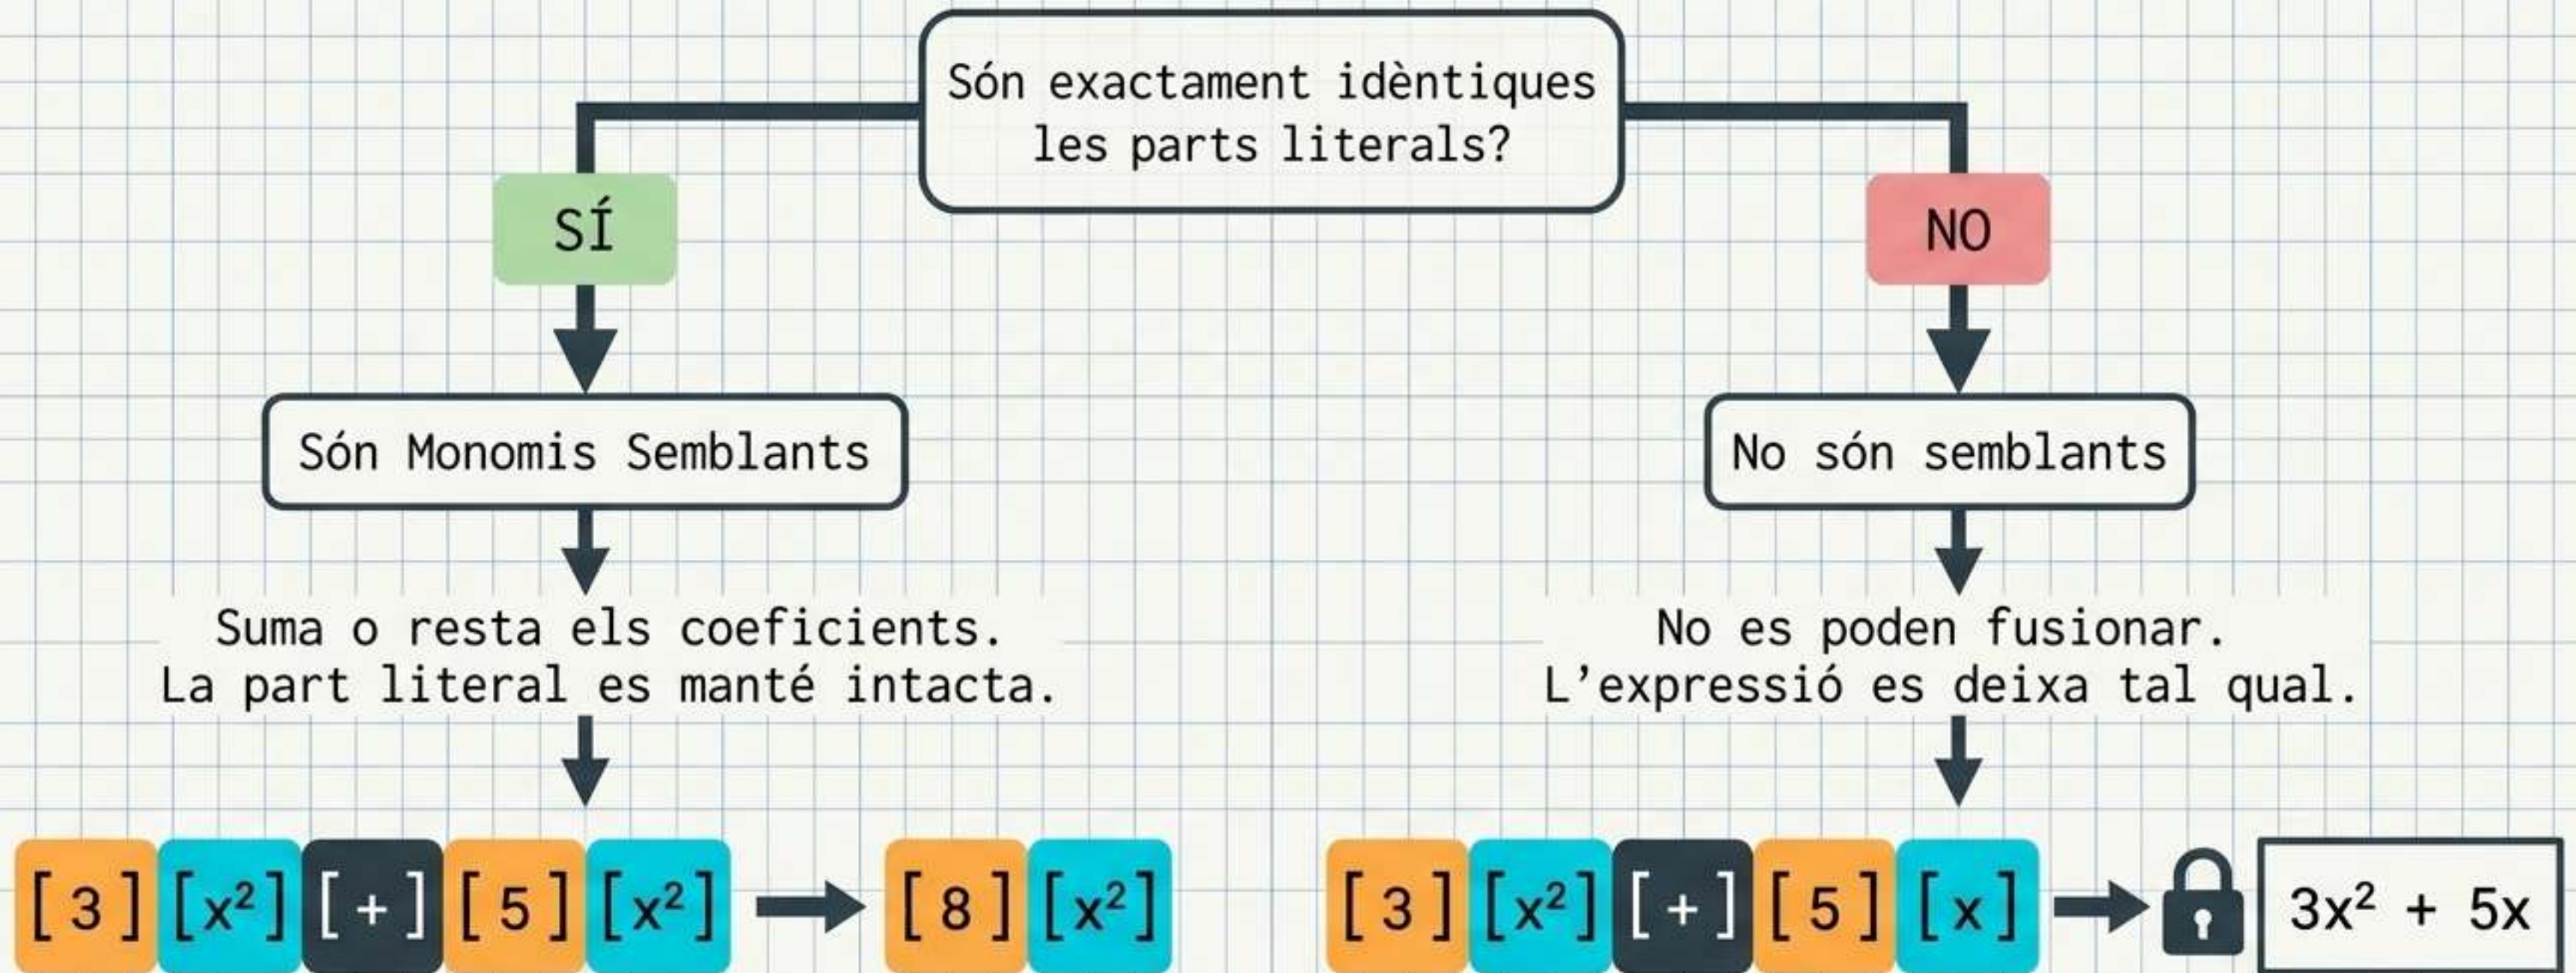 Són exactament idèntiques
les parts literals?
SÍ
NO
Són Monomis Semblants
No són semblants
Suma o resta els coeficients.
La part literal es manté intacta.
No es poden fusionar.
L’expressió es deixa tal qual.
[3] [x²] [+] [5] [x²] → [8] [x²]
[3] [x²] [+] [5] [x] → 3x² + 5x